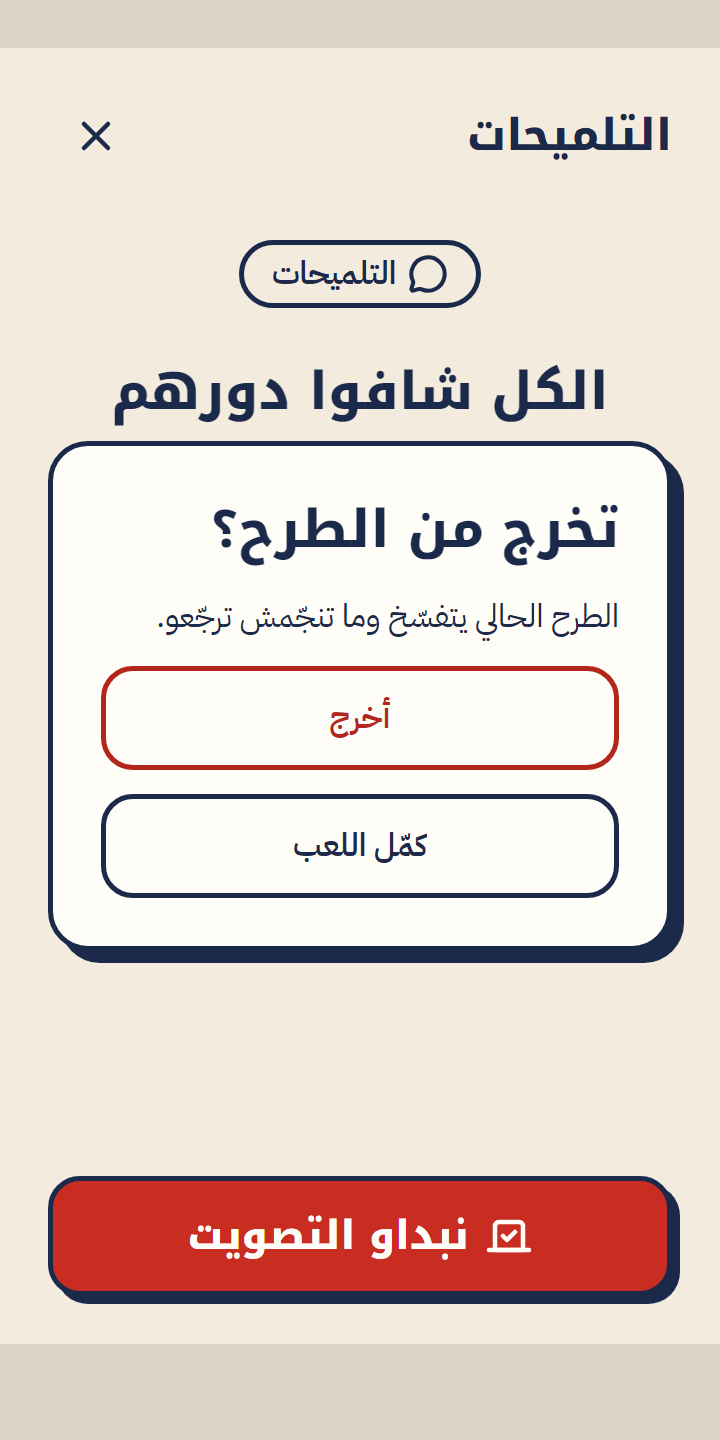 التلميحات
التلميحات
الكل شافوا دورهم
تخرج من الطرح؟
الطرح الحالي يتفسّخ وما تنجّمش ترجّعو.
أخرج
كمّل اللعب
نبداو التصويت